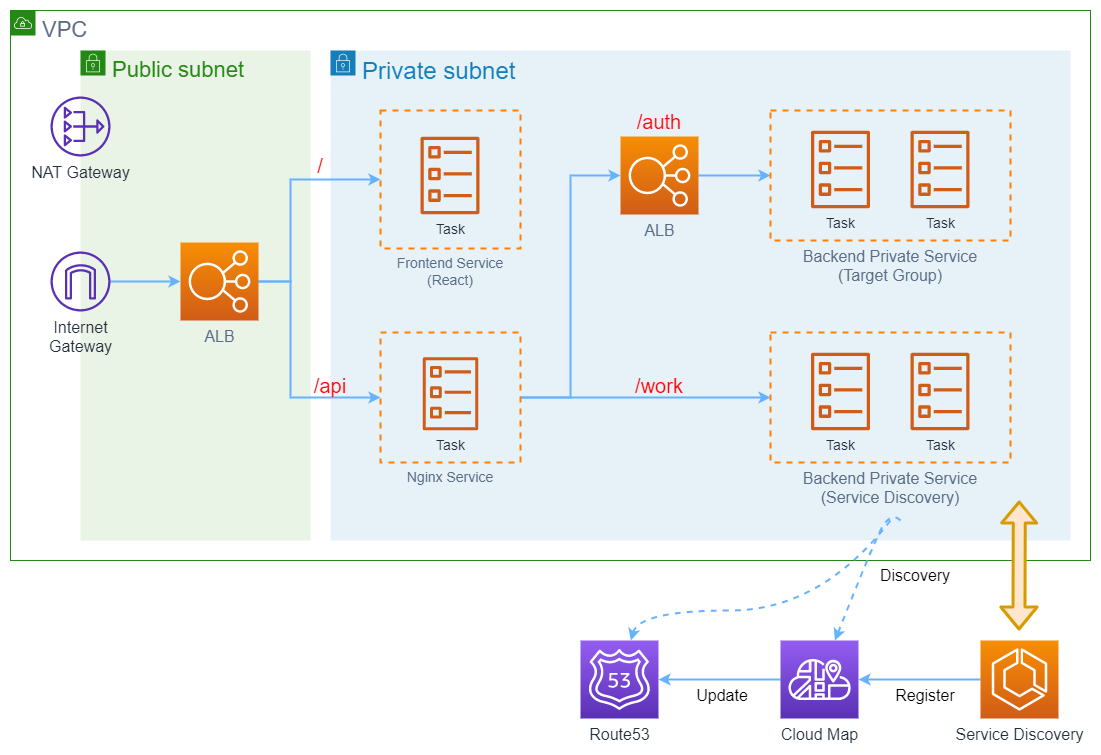 VPC
Public subnet
Private subnet
NAT Gateway
Internet
Gateway
ALB
/
/api
Task
Frontend Service
(React)
Task
Nginx Service
/auth
ALB
/work
Task
Task
Backend Private Service
(Target Group)
Task
Task
Backend Private Service
(Service Discovery)
Discovery
53
Route53
Update
Cloud Map
Register
Service Discovery